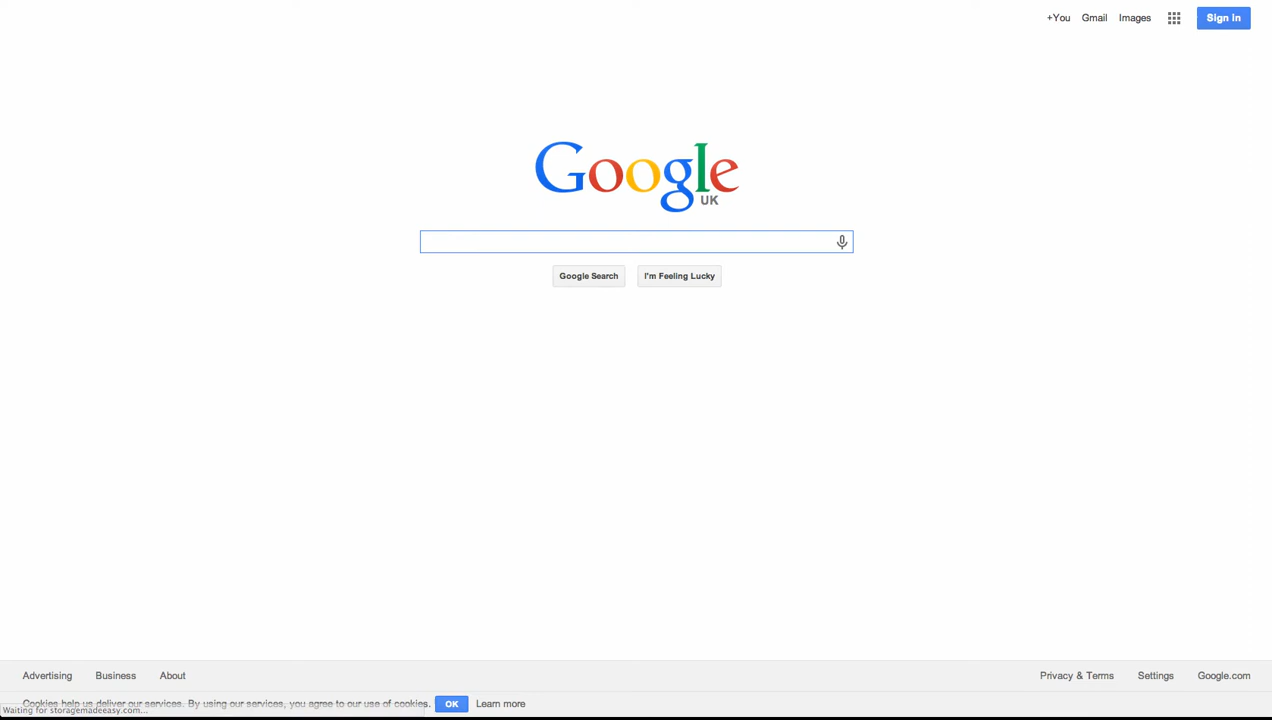 +You Gmail Images Sign in
Google
UK
Google Search I'm Feeling Lucky
Advertising Business About Privacy & Terms Settings Google.com
Cookies help us deliver our services. By using our services, you agree to our use of cookies. OK Learn more
Waiting for storagemadeeasy.com...